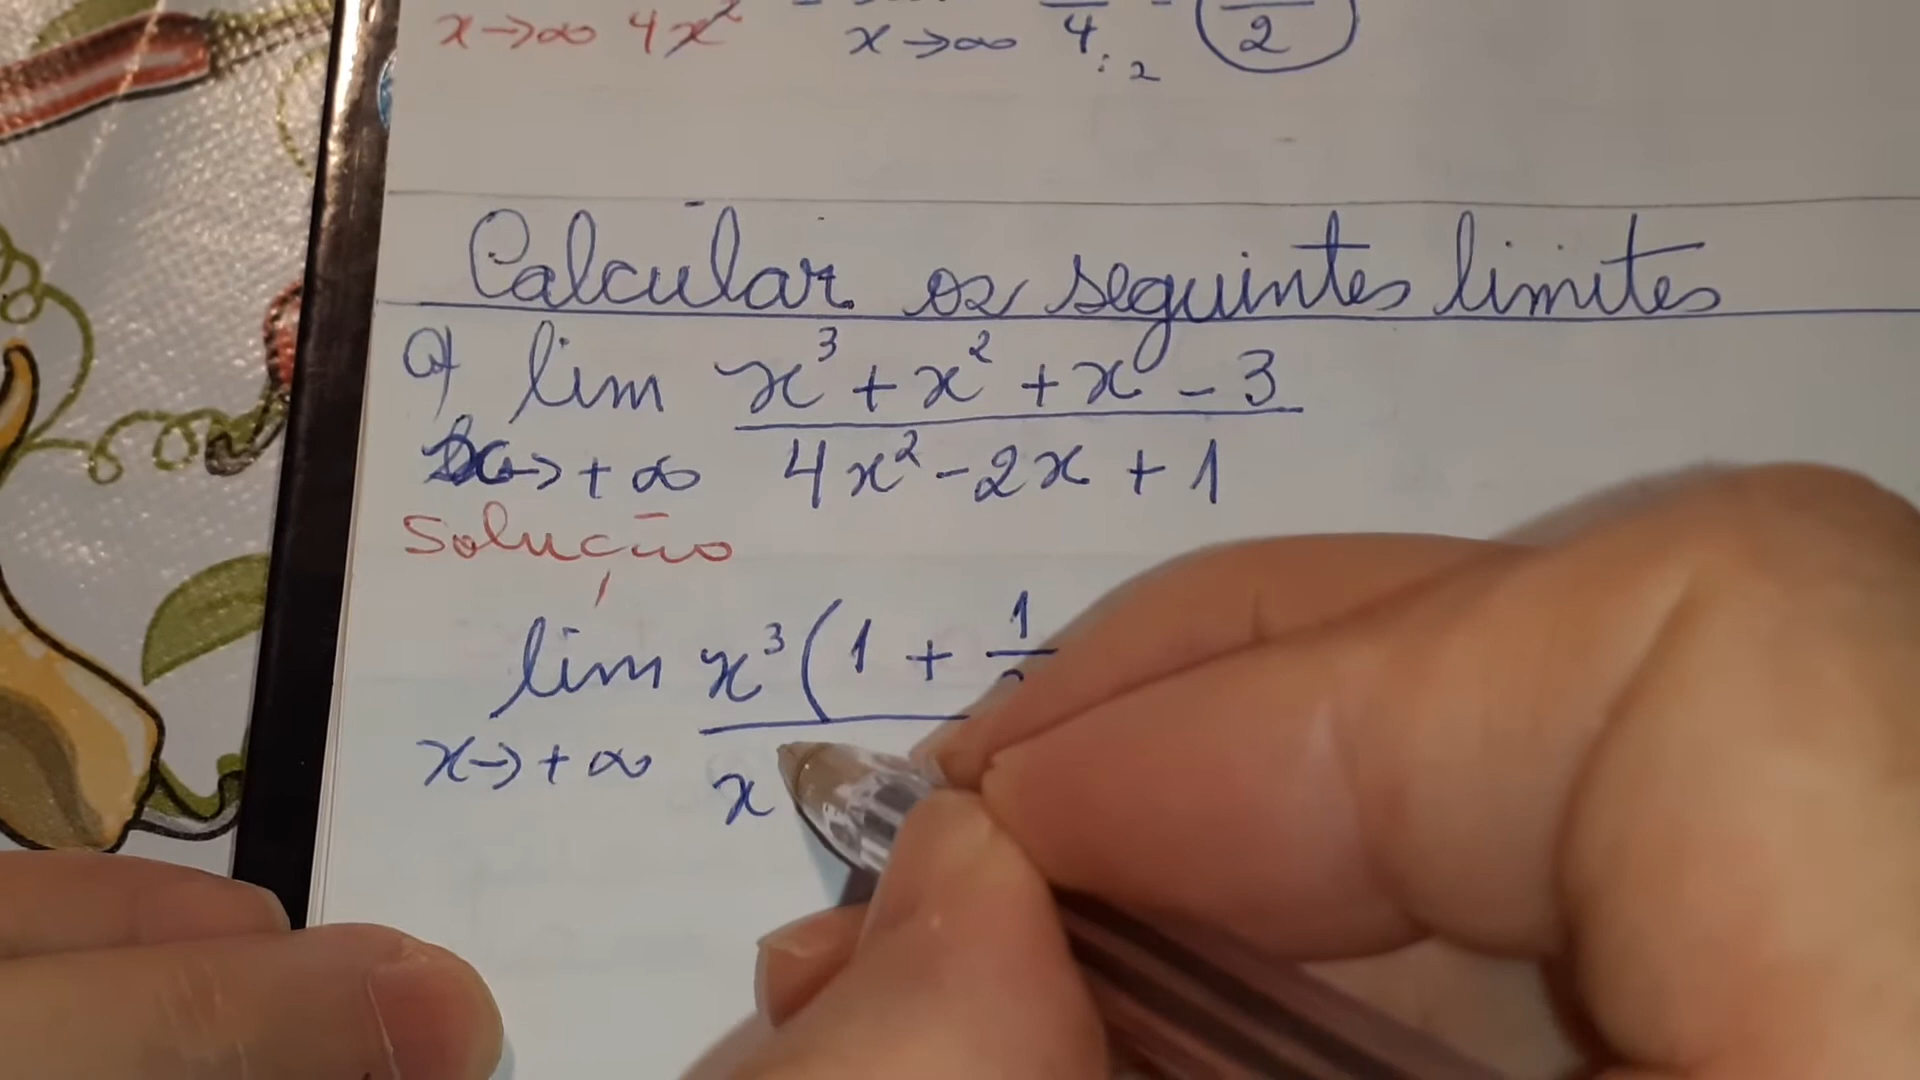 x→∞ 4x² x→∞ 4:2 2
Calcular os seguintes limites
a) lim x³ + x² + x - 3
x→+∞ 4x² - 2x + 1
Solução
lim x³(1 + 1
x→+∞ x